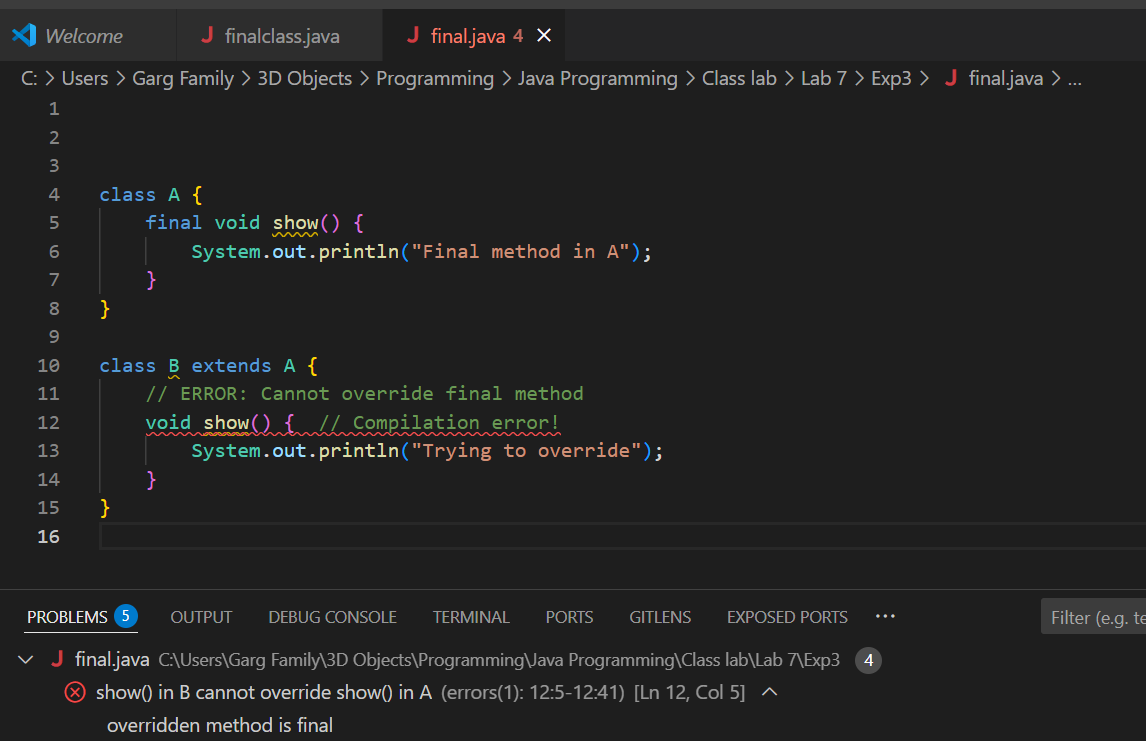 Welcome finalclass.java final.java 4
C: > Users > Garg Family > 3D Objects > Programming > Java Programming > Class lab > Lab 7 > Exp3 > final.java > ...
1
2
3
4 class A {
5 final void show() {
6 System.out.println("Final method in A");
7 }
8 }
9
10 class B extends A {
11 // ERROR: Cannot override final method
12 void show() { // Compilation error!
13 System.out.println("Trying to override");
14 }
15 }
16
PROBLEMS 5 OUTPUT DEBUG CONSOLE TERMINAL PORTS GITLENS EXPOSED PORTS ... Filter (e.g. te
final.java C:\Users\Garg Family\3D Objects\Programming\Java Programming\Class lab\Lab 7\Exp3 4
show() in B cannot override show() in A (errors(1): 12:5-12:41) [Ln 12, Col 5]
overridden method is final